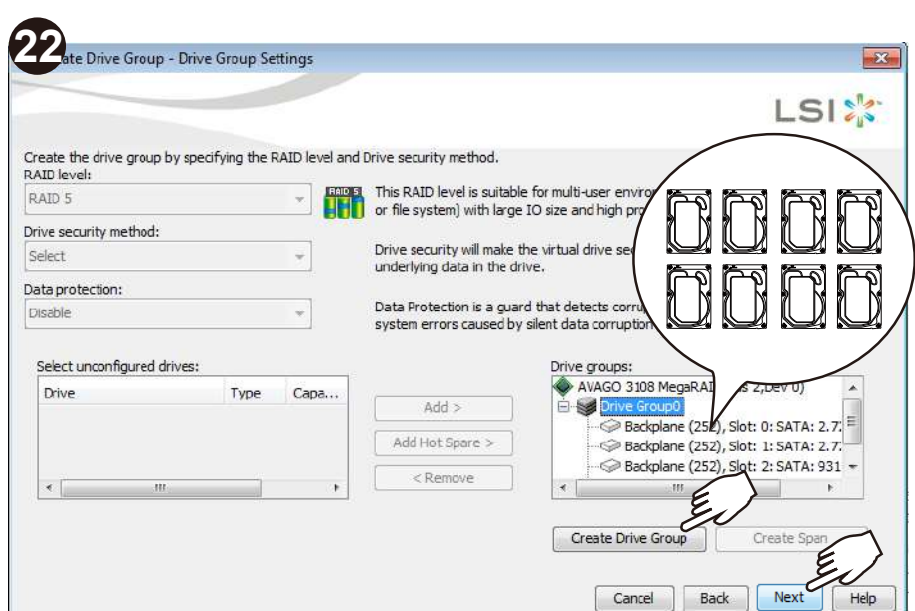 22
ate Drive Group - Drive Group Settings
LSI
Create the drive group by specifying the RAID level and Drive security method.
RAID level:
RAID 5
RAID 5
This RAID level is suitable for multi-user enviro
or file system) with large IO size and high pro
Drive security method:
Select
Drive security will make the virtual drive se
underlying data in the drive.
Data protection:
Disable
Data Protection is a guard that detects corru
system errors caused by silent data corruption
Select unconfigured drives:
Drive Type Capa...
Add >
Add Hot Spare >
< Remove
Drive groups:
AVAGO 3108 MegaRAI s 2,Dev 0)
Drive Group0
Backplane (252), Slot: 0: SATA: 2.72
Backplane (252), Slot: 1: SATA: 2.72
Backplane (252), Slot: 2: SATA: 931
Create Drive Group
Create Span
Cancel
Back
Next
Help